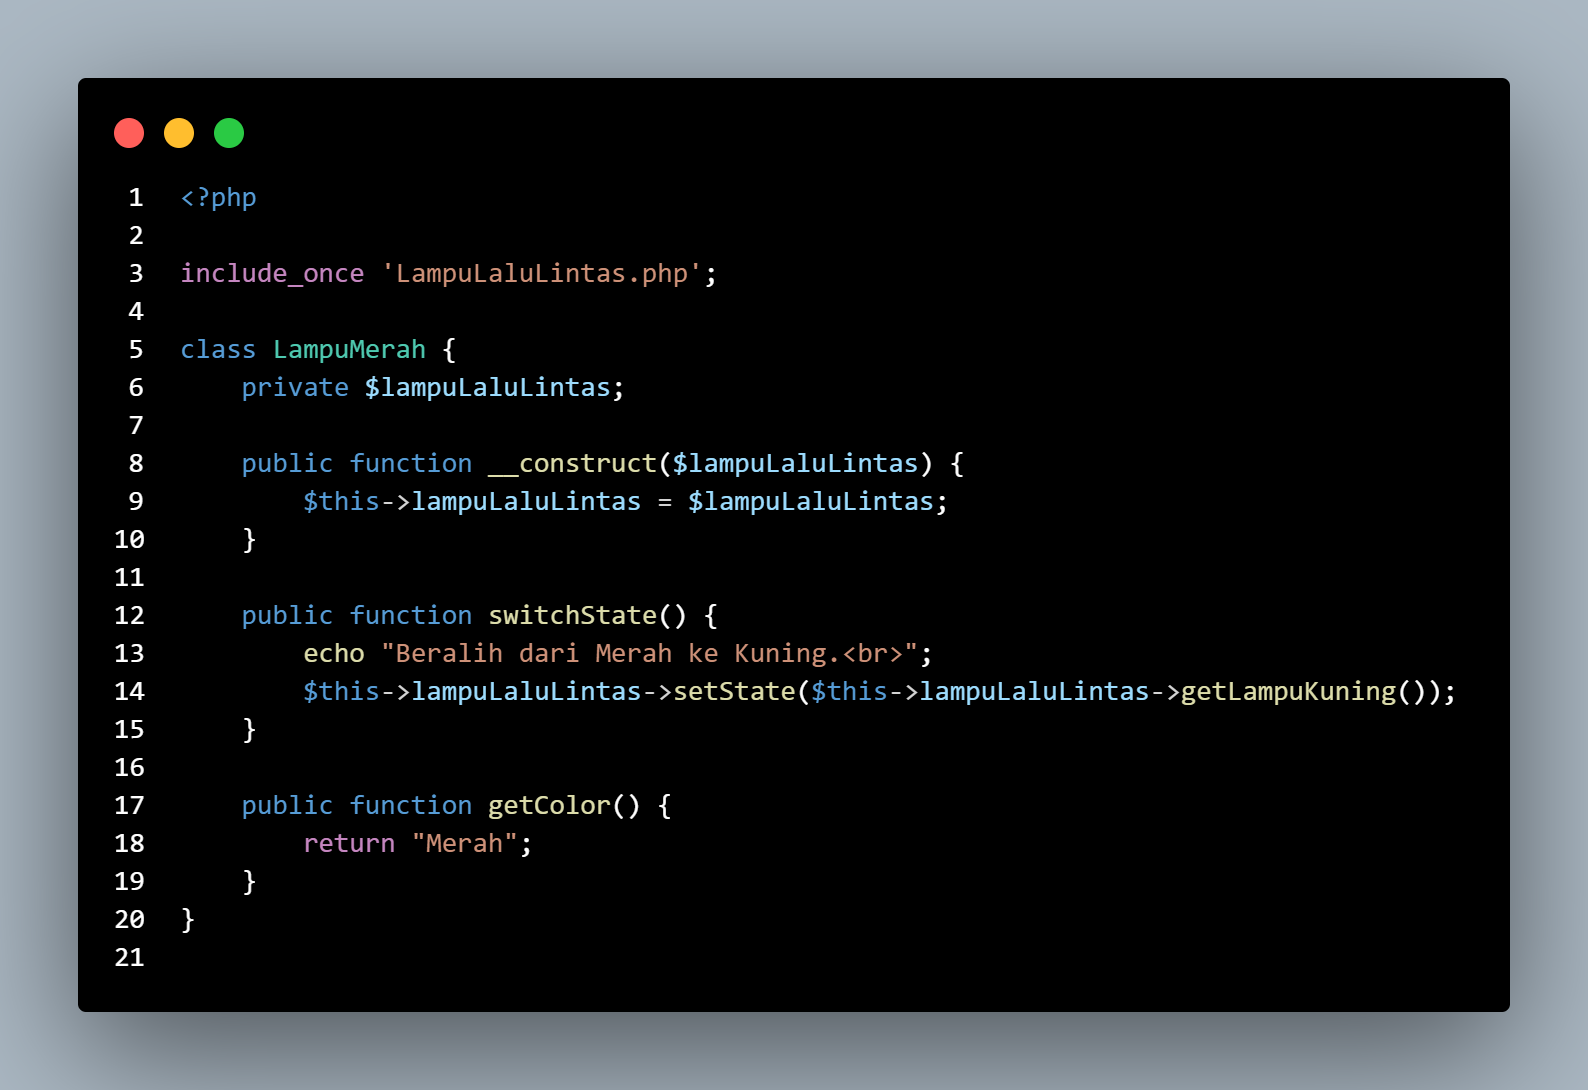 1 <?php
2
3 include_once 'LampuLaluLintas.php';
4
5 class LampuMerah {
6     private $lampuLaluLintas;
7
8     public function __construct($lampuLaluLintas) {
9         $this->lampuLaluLintas = $lampuLaluLintas;
10     }
11
12     public function switchState() {
13         echo "Beralih dari Merah ke Kuning.<br>";
14         $this->lampuLaluLintas->setState($this->lampuLaluLintas->getLampuKuning());
15     }
16
17     public function getColor() {
18         return "Merah";
19     }
20 }
21